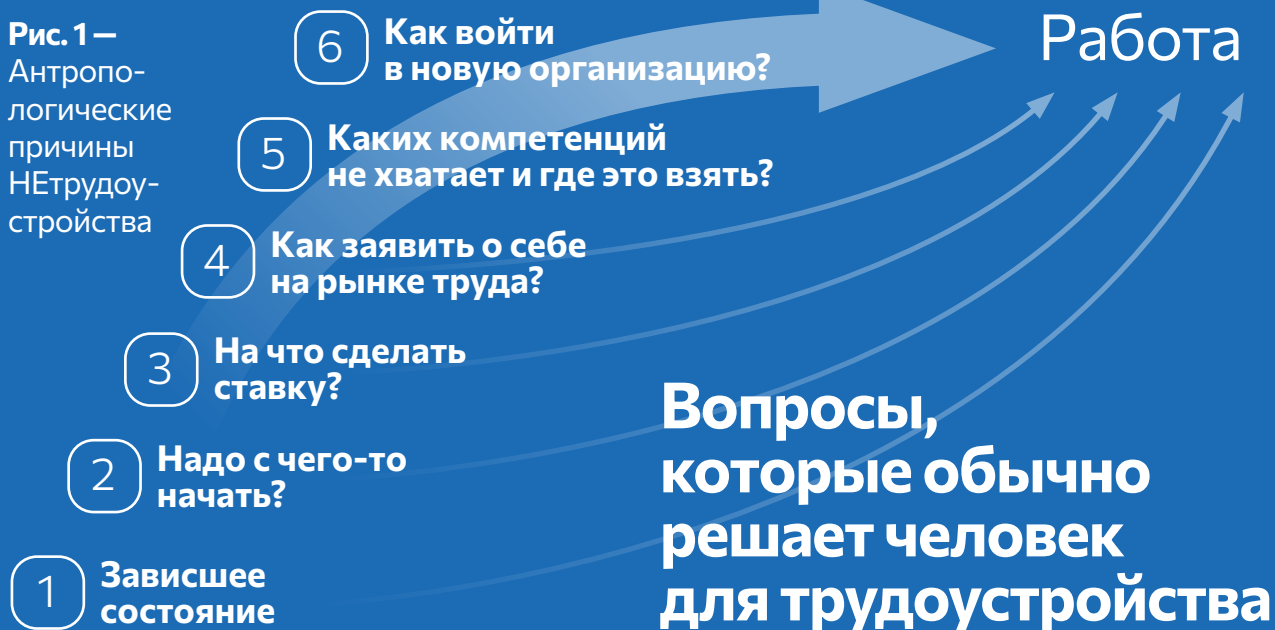 Рис. 1 —
Антропо-
логические
причины
НЕтрудоу-
стройства
6
Как войти
в новую организацию?
Работа
5
Каких компетенций
не хватает и где это взять?
4
Как заявить о себе
на рынке труда?
3
На что сделать
ставку?
2
Надо с чего-то
начать?
1
Зависшее
состояние
Вопросы,
которые обычно
решает человек
для трудоустройства